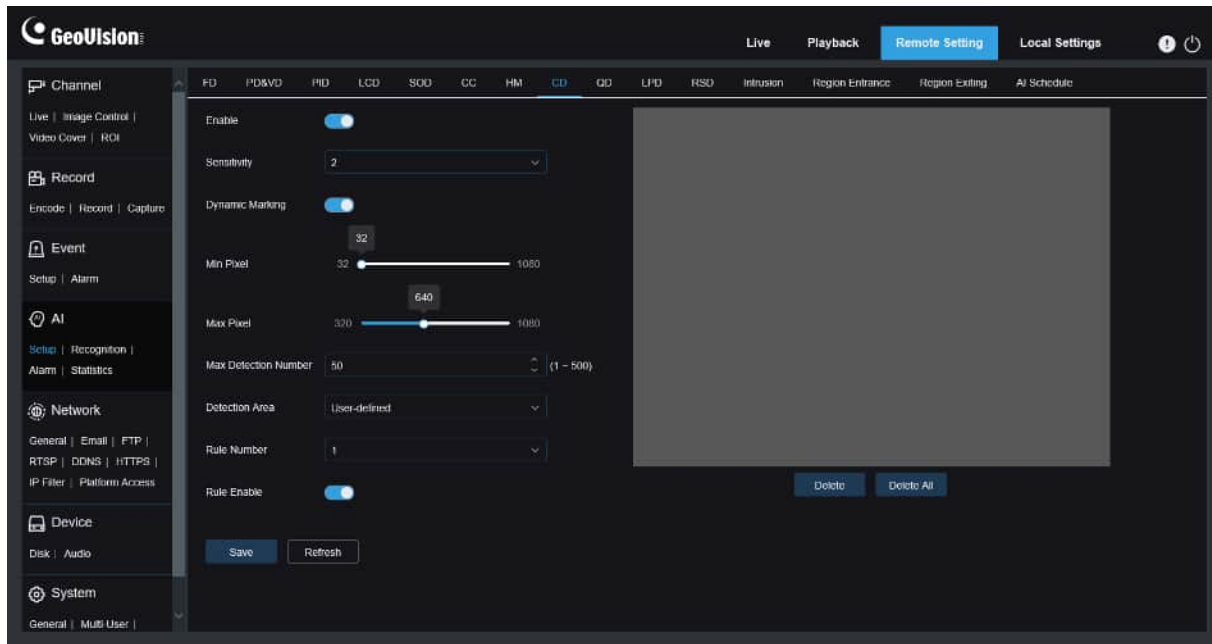 GeoVision
Live Playback Remote Setting Local Settings
Channel
Live | Image Control |
Video Cover | ROI
Record
Encode | Record | Capture
Event
Setup | Alarm
AI
Setup | Recognition |
Alarm | Statistics
Network
General | Email | FTP |
RTSP | DDNS | HTTPS |
IP Filter | Platform Access
Device
Disk | Audio
System
General | Multi-User |
FD PD&VD PID LCD SOD CC HM CD QD LPD RSD Intrusion Region Entrance Region Exiting AI Schedule
Enable
Sensitivity 2
Dynamic Marking
32
Min Pixel 32 1080
640
Max Pixel 320 1080
Max Detection Number 50 (1 ~ 500)
Detection Area User-defined
Rule Number 1
Rule Enable
Save Refresh
Delete Delete All